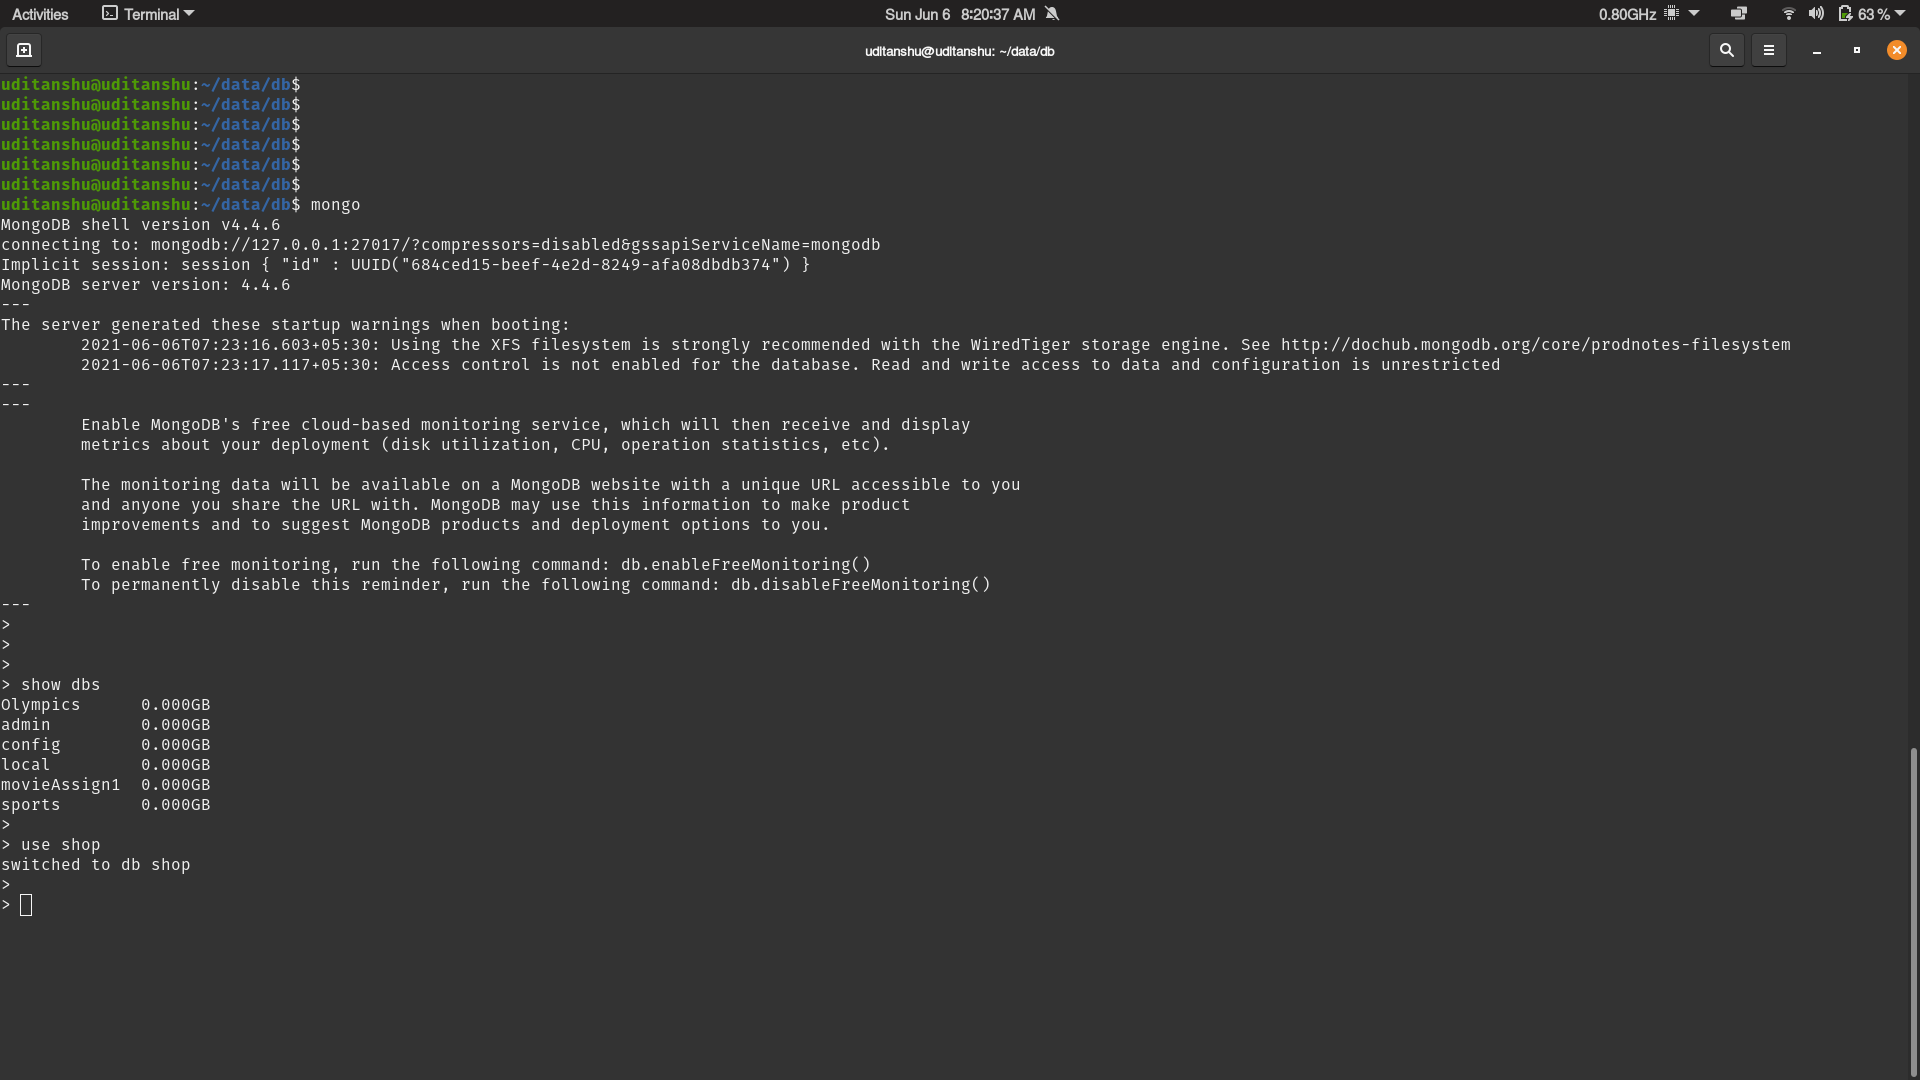 Activities Terminal Sun Jun 6 8:20:37 AM 0.80GHz 63 %
uditanshu@uditanshu: ~/data/db
uditanshu@uditanshu:~/data/db$
uditanshu@uditanshu:~/data/db$
uditanshu@uditanshu:~/data/db$
uditanshu@uditanshu:~/data/db$
uditanshu@uditanshu:~/data/db$
uditanshu@uditanshu:~/data/db$
uditanshu@uditanshu:~/data/db$ mongo
MongoDB shell version v4.4.6
connecting to: mongodb://127.0.0.1:27017/?compressors=disabled&gssapiServiceName=mongodb
Implicit session: session { "id" : UUID("684ced15-beef-4e2d-8249-afa08dbdb374") }
MongoDB server version: 4.4.6
---
The server generated these startup warnings when booting:
2021-06-06T07:23:16.603+05:30: Using the XFS filesystem is strongly recommended with the WiredTiger storage engine. See http://dochub.mongodb.org/core/prodnotes-filesystem
2021-06-06T07:23:17.117+05:30: Access control is not enabled for the database. Read and write access to data and configuration is unrestricted
---
---
Enable MongoDB's free cloud-based monitoring service, which will then receive and display
metrics about your deployment (disk utilization, CPU, operation statistics, etc).
The monitoring data will be available on a MongoDB website with a unique URL accessible to you
and anyone you share the URL with. MongoDB may use this information to make product
improvements and to suggest MongoDB products and deployment options to you.
To enable free monitoring, run the following command: db.enableFreeMonitoring()
To permanently disable this reminder, run the following command: db.disableFreeMonitoring()
---
>
>
>
> show dbs
Olympics 0.000GB
admin 0.000GB
config 0.000GB
local 0.000GB
movieAssign1 0.000GB
sports 0.000GB
>
> use shop
switched to db shop
>
>